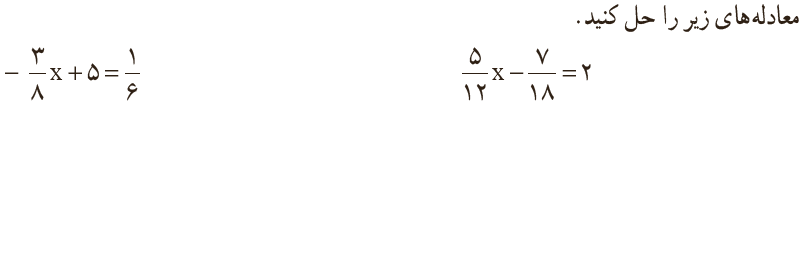 معادله‌های زیر را حل کنید.
۵/۱۲ x − ۷/۱۸ = ۲
− ۳/۸ x + ۵ = ۱/۶